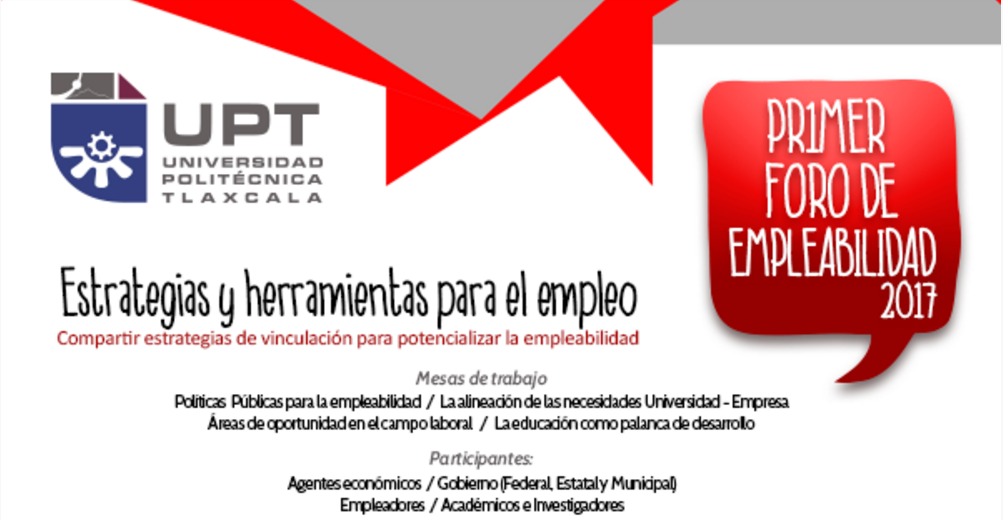 UPT
UNIVERSIDAD
POLITÉCNICA
TLAXCALA
PR1MER
FORO DE
EMPLEABILIDAD
2017
Estrategias y herramientas para el empleo
Compartir estrategias de vinculación para potencializar la empleabilidad
Mesas de trabajo
Políticas Públicas para la empleabilidad / La alineación de las necesidades Universidad - Empresa
Áreas de oportunidad en el campo laboral / La educación como palanca de desarrollo
Participantes:
Agentes económicos / Gobierno (Federal, Estatal y Municipal)
Empleadores / Académicos e Investigadores